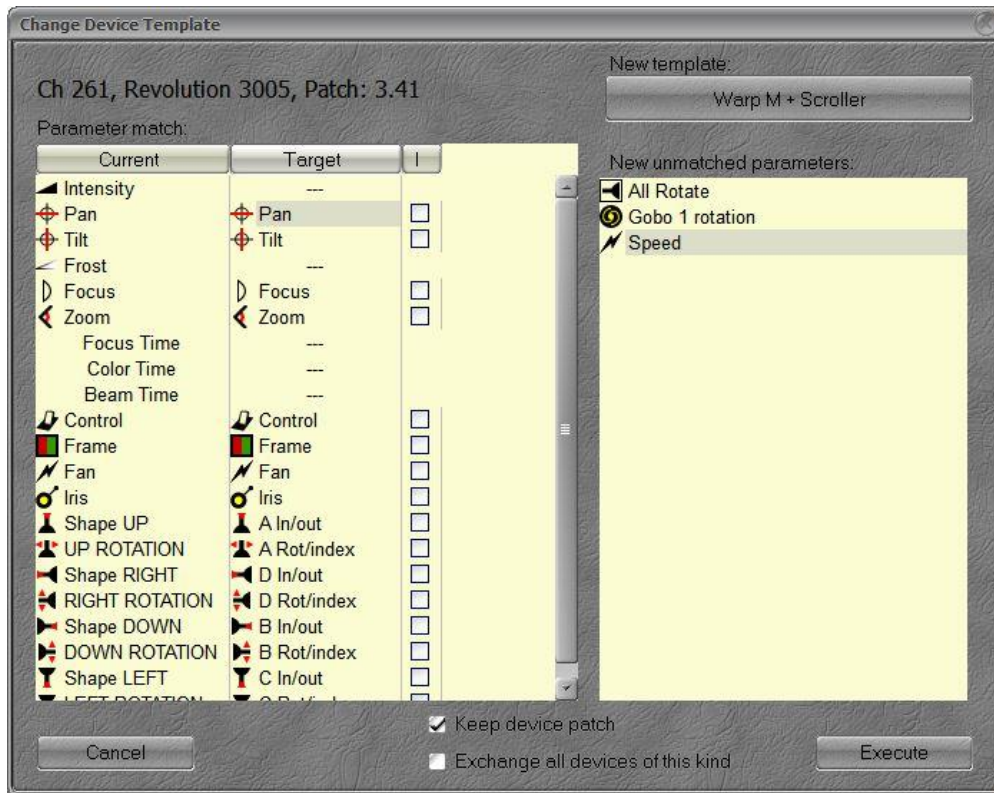 Change Device Template
Ch 261, Revolution 3005, Patch: 3.41
New template:
Warp M + Scroller
Parameter match:
Current Target I
Intensity ---
Pan Pan
Tilt Tilt
Frost ---
Focus Focus
Zoom Zoom
Focus Time ---
Color Time ---
Beam Time ---
Control Control
Frame Frame
Fan Fan
Iris Iris
Shape UP A In/out
UP ROTATION A Rot/index
Shape RIGHT D In/out
RIGHT ROTATION D Rot/index
Shape DOWN B In/out
DOWN ROTATION B Rot/index
Shape LEFT C In/out
New unmatched parameters:
All Rotate
Gobo 1 rotation
Speed
Keep device patch
Exchange all devices of this kind
Cancel
Execute